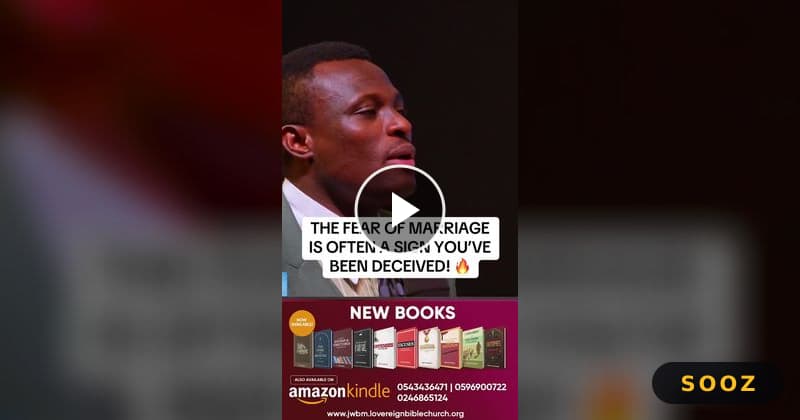 THE FEAR OF MARRIAGE
IS OFTEN A SIGN YOU'VE
BEEN DECEIVED! 🔥
NEW BOOKS
NOW
AVAILABLE!
ALSO AVAILABLE ON
amazonkindle
0543436471 | 0596900722
0246865124
www.jwbm.lovereignbiblechurch.org
SOOZ